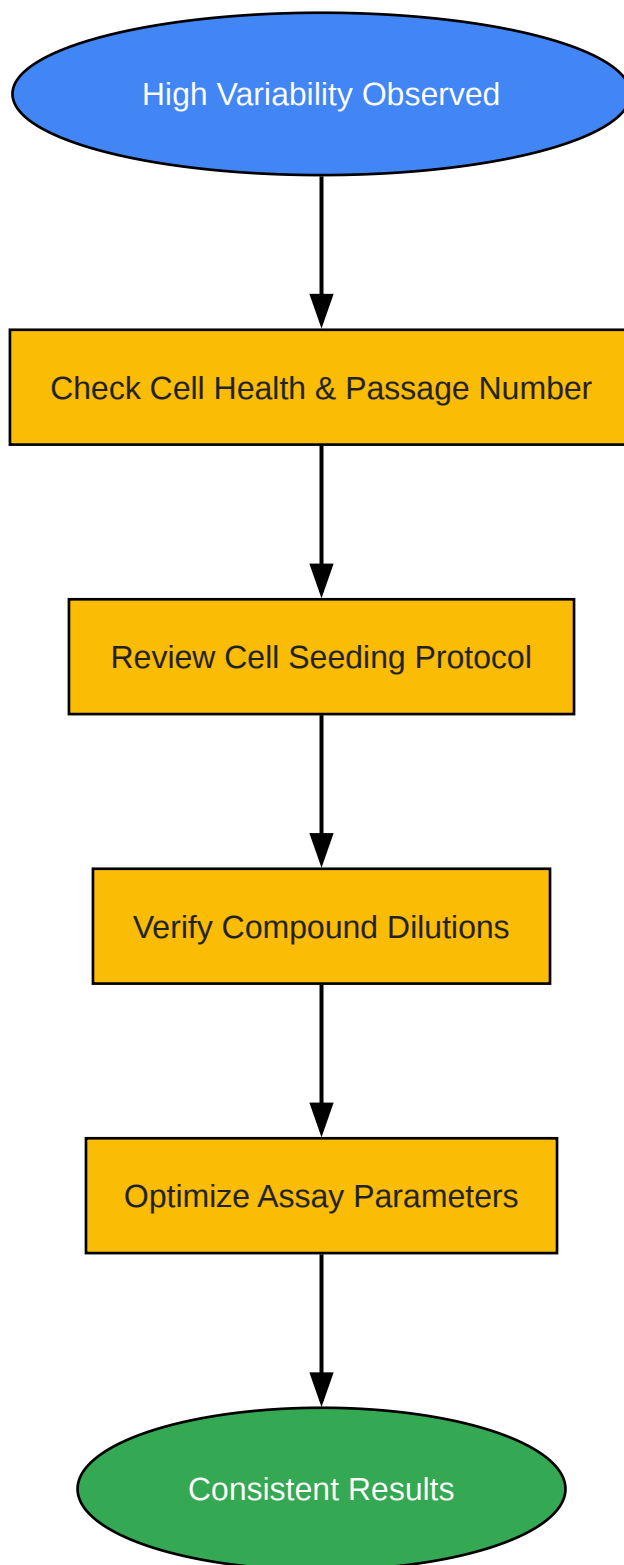 High Variability Observed
Check Cell Health & Passage Number
Review Cell Seeding Protocol
Verify Compound Dilutions
Optimize Assay Parameters
Consistent Results